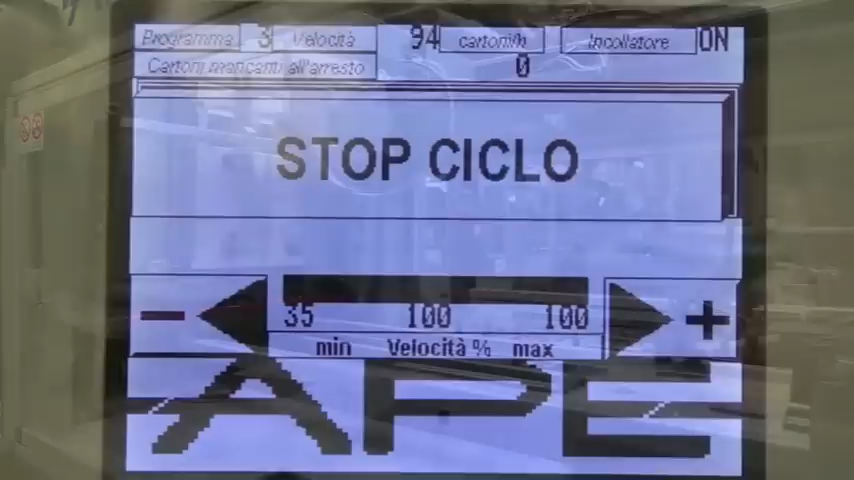 Programma 3 Velocità 94 cartoni/h Incollatore ON
Cartoni mancanti all'arresto 0
STOP CICLO
- +
35 100 100
min Velocità % max
APE